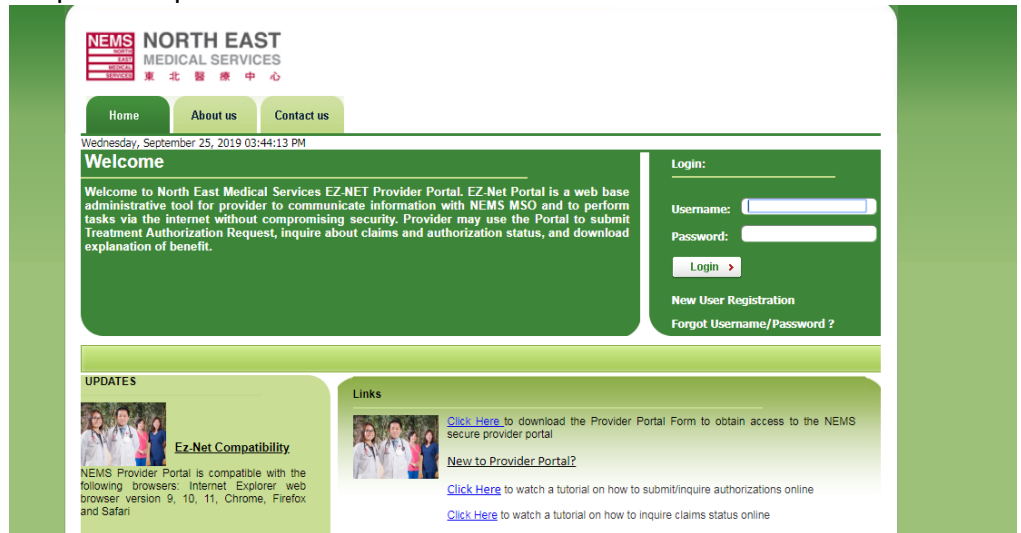 NEMS
NORTH
EAST
MEDICAL
SERVICES
NORTH EAST
MEDICAL SERVICES
東 北 醫 療 中 心
Home
About us
Contact us
Wednesday, September 25, 2019 03:44:13 PM
Welcome
Welcome to North East Medical Services EZ-NET Provider Portal. EZ-Net Portal is a web base
administrative tool for provider to communicate information with NEMS MSO and to perform
tasks via the internet without compromising security. Provider may use the Portal to submit
Treatment Authorization Request, inquire about claims and authorization status, and download
explanation of benefit.
Login:
Username:
Password:
Login
New User Registration
Forgot Username/Password ?
UPDATES
Ez-Net Compatibility
NEMS Provider Portal is compatible with the
following browsers: Internet Explorer web
browser version 9, 10, 11, Chrome, Firefox
and Safari
Links
Click Here to download the Provider Portal Form to obtain access to the NEMS
secure provider portal
New to Provider Portal?
Click Here to watch a tutorial on how to submit/inquire authorizations online
Click Here to watch a tutorial on how to inquire claims status online